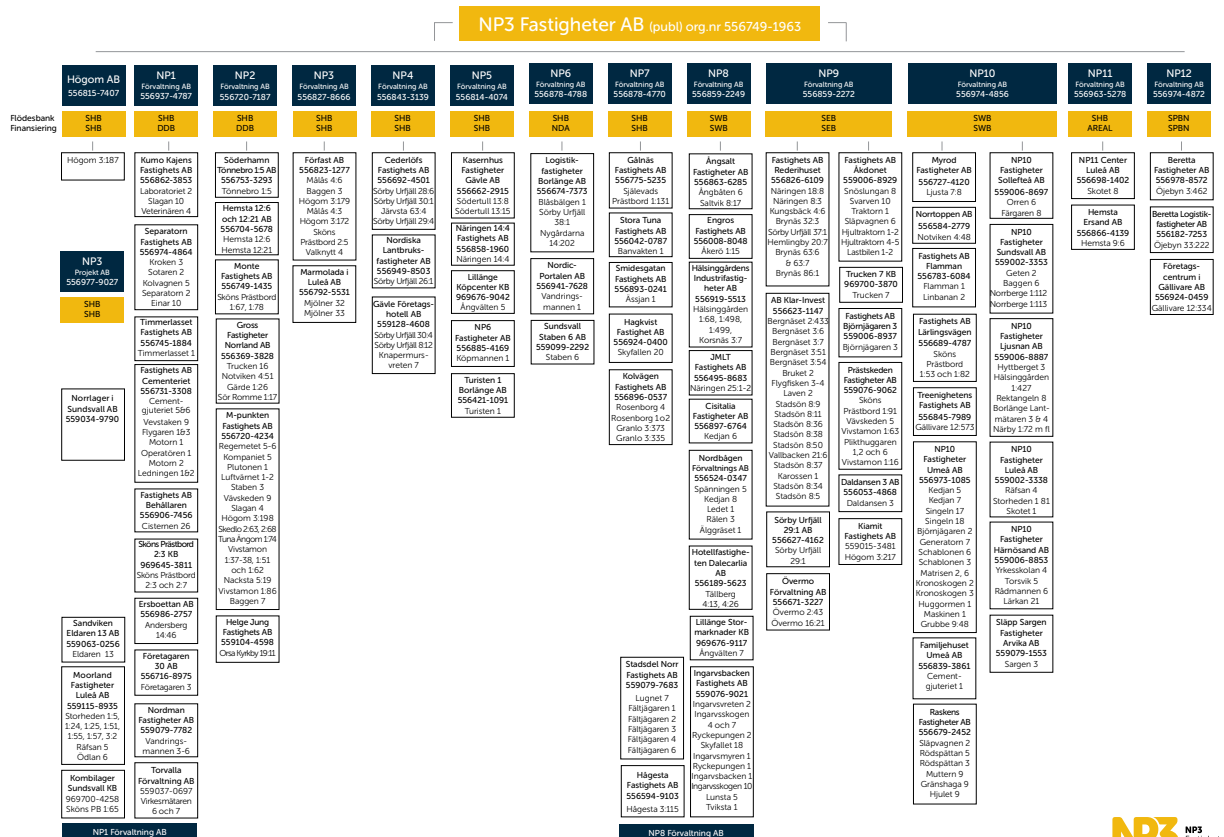 NP3 Fastigheter AB (publ) org.nr 556749-1963
Högom AB
556815-7407
NP1
Förvaltning AB
556937-4787
NP2
Förvaltning AB
556720-7187
NP3
Förvaltning AB
556827-8666
NP4
Förvaltning AB
556843-3139
NP5
Förvaltning AB
556814-4074
NP6
Förvaltning AB
556878-4788
NP7
Förvaltning AB
556878-4770
NP8
Förvaltning AB
556859-2249
NP9
Förvaltning AB
556859-2272
NP10
Förvaltning AB
556974-4856
NP11
Förvaltning AB
556963-5278
NP12
Förvaltning AB
556974-4872
Flödesbank
Finansiering
SHB
SHB
SHB
DDB
SHB
DDB
SHB
SHB
SHB
SHB
SHB
SHB
SHB
NDA
SHB
SHB
SWB
SWB
SEB
SEB
SWB
SWB
SHB
AREAL
SPBN
SPBN
Högom 3:187
NP3
Projekt AB
556977-9027
SHB
SHB
Norrlager i
Sundsvall AB
559034-9790
Sandviken
Eldaren 13 AB
559063-0256
Eldaren 13
Moorland
Fastigheter
Luleå AB
559115-8935
Storheden 1:5,
1:24, 1:25, 1:51,
1:55, 1:57, 3:2
Räfsan 5
Ödlan 6
Kombilager
Sundsvall KB
969700-4258
Sköns PB 1:65
Kumo Kajens
Fastighets AB
556862-3853
Laboratoriet 2
Slagan 10
Veterinären 4
Separatorn
Fastighets AB
556974-4864
Kroken 3
Sotaren 2
Kolvagnen 5
Separatorn 2
Einar 10
Timmerlasset
Fastighets AB
556745-1884
Timmerlasset 1
Fastighets AB
Cementeriet
556731-3308
Cement-
gjuteriet 5&6
Vevstaken 9
Flygaren 1&3
Motorn 1
Operatören 1
Motorn 2
Ledningen 1&2
Fastighets AB
Behållaren
556906-7456
Cisternen 26
Sköns Prästbord
2:3 KB
969645-3811
Sköns Prästbord
2:3 och 2:7
Ersboettan AB
556986-2757
Andersberg
14:46
Företagaren
30 AB
556716-8975
Företagaren 3
Nordman
Fastigheter AB
559079-7782
Vandrings-
mannen 3-6
Torvalla
Förvaltning AB
559037-0697
Virkesmätaren
6 och 7
NP1 Förvaltning AB
Söderhamn
Tönnebro 1:5 AB
556753-3293
Tönnebro 1:5
Hemsta 12:6
och 12:21 AB
556704-5678
Hemsta 12:6
Hemsta 12:21
Monte
Fastighets AB
556749-1435
Sköns Prästbord
1:67, 1:78
Gross
Fastigheter
Norrland AB
556369-3828
Trucken 16
Notviken 4:51
Gärde 1:26
Sör Romme 1:17
M-punkten
Fastighets AB
556720-4234
Regemetet 5-6
Kompaniet 5
Plutonen 1
Luftvärnet 1-2
Staben 3
Vävskeden 9
Slagan 4
Högom 3:198
Skedlo 2:63, 2:68
Tuna Ångom 1:74
Vivstamon
1:37-38, 1:51
och 1:62
Nacksta 5:19
Vivstamon 1:86
Baggen 7
Helge Jung
Fastighets AB
559104-4598
Orsa Kyrkby 19:11
Förfast AB
556823-1277
Målås 4:6
Baggen 3
Högom 3:179
Målås 4:3
Högom 3:172
Sköns
Prästbord 2:5
Valknytt 4
Marmolada i
Luleå AB
556792-5531
Mjölner 32
Mjölner 33
Cederlöfs
Fastighets AB
556692-4501
Sörby Urfjäll 28:6
Sörby Urfjäll 30:1
Järvsta 63:4
Sörby Urfjäll 29:4
Nordiska
Lantbruks-
fastigheter AB
556949-8503
Sörby Urfjäll 26:1
Gävle Företags-
hotell AB
559128-4608
Sörby Urfjäll 30:4
Sörby Urfjäll 8:12
Knapermurs-
vreten 7
Kasernhus
Fastigheter
Gävle AB
556662-2915
Södertull 13:8
Södertull 13:15
Näringen 14:4
Fastighets AB
556858-1960
Näringen 14:4
Lillänge
Köpcenter KB
969676-9042
Ångvälten 5
NP6
Fastigheter AB
556885-4169
Köpmannen 1
Turisten 1
Borlänge AB
556421-1091
Turisten 1
Logistik-
fastigheter
Borlänge AB
556674-7373
Blåsbälgen 1
Sörby Urfjäll
38:1
Nygårdarna
14:202
Nordic-
Portalen AB
556941-7628
Vandrings-
mannen 1
Sundsvall
Staben 6 AB
559099-2292
Staben 6
Gålnäs
Fastighets AB
556775-5235
Själevads
Prästbord 1:131
Stora Tuna
Fastighets AB
556042-0787
Banvakten 1
Smidesgatan
Fastighets AB
556893-0241
Ässjan 1
Hagkvist
Fastighet AB
556924-0400
Skyfallen 20
Kolvägen
Fastighets AB
556896-0537
Rosenborg 4
Rosenborg 1o2
Granlo 3:373
Granlo 3:335
Stadsdel Norr
Fastighets AB
559079-7683
Lugnet 7
Fältjägaren 1
Fältjägaren 2
Fältjägaren 3
Fältjägaren 4
Fältjägaren 6
Hågesta
Fastighets AB
556594-9103
Hågesta 3:115
NP8 Förvaltning AB
Ångsalt
Fastigheter AB
556863-6285
Ångbåten 6
Saltvik 8:17
Engros
Fastigheter AB
556008-8048
Åkerö 1:15
Hälsinggårdens
Industrifastig-
heter AB
556919-5513
Hälsinggården
1:68, 1:498,
1:499,
Korsnäs 3:7
JMLT
Fastighets AB
556495-8683
Näringen 25:1-2
Cisitalia
Fastigheter AB
556897-6764
Kedjan 6
Nordbågen
Förvaltnings AB
556524-0347
Spänningen 5
Kedjan 8
Ledet 1
Rälen 3
Älggräset 1
Hotellfastighe-
ten Dalecarlia
AB
556189-5623
Tällberg
4:13, 4:26
Lillänge Stor-
marknader KB
969676-9117
Ångvälten 7
Ingarvsbacken
Fastighets AB
559076-9021
Ingarvsvreten 2
Ingarvsskogen
4 och 7
Ryckepungen 2
Skyfallet 18
Ingarvsmyren 1
Ryckepungen 1
Ingarvsbacken 1
Ingarvsskogen 10
Lunsta 5
Tviksta 1
Fastighets AB
Rederihuset
556826-6109
Näringen 18:8
Näringen 8:3
Kungsbäck 4:6
Brynäs 32:3
Sörby Urfjäll 37:1
Hemlingby 20:7
Brynäs 63:6
& 63:7
Brynäs 86:1
AB Klar-Invest
556623-1147
Bergnäset 2:433
Bergnäset 3:6
Bergnäset 3:7
Bergnäset 3:51
Bergnäset 3:54
Bruket 2
Flygfisken 3-4
Laven 2
Stadsön 8:9
Stadsön 8:11
Stadsön 8:36
Stadsön 8:38
Stadsön 8:50
Vallbacken 21:6
Stadsön 8:37
Karossen 1
Stadsön 8:34
Stadsön 8:5
Sörby Urfjäll
29:1 AB
556627-4162
Sörby Urfjäll
29:1
Övermo
Förvaltning AB
556671-3227
Övermo 2:43
Övermo 16:21
Fastighets AB
Åkdonet
559006-8929
Snöslungan 8
Svarven 10
Traktorn 1
Släpvagnen 6
Hjultraktorn 1-2
Hjultraktorn 4-5
Lastbilen 1-2
Trucken 7 KB
969700-3870
Trucken 7
Fastighets AB
Björnjägaren 3
559006-8937
Björnjägaren 3
Prästskeden
Fastigheter AB
559076-9062
Sköns
Prästbord 1:91
Vävskeden 5
Vivstamon 1:63
Plikthuggaren
1,2 och 6
Vivstamon 1:16
Daldansen 3 AB
556053-4868
Daldansen 3
Kiamit
Fastighets AB
559015-3481
Högom 3:217
Myrod
Fastighets AB
556727-4120
Ljusta 7:8
Norrtoppen AB
556584-2779
Notviken 4:48
Fastighets AB
Flamman
556783-6084
Flamman 1
Linbanan 2
Fastighets AB
Lärlingsvägen
556689-4787
Sköns
Prästbord
1:53 och 1:82
Treenighetens
Fastighets AB
556845-7989
Gällivare 12:573
NP10
Fastigheter
Umeå AB
556973-1085
Kedjan 5
Kedjan 7
Singeln 17
Singeln 18
Björnjägaren 2
Generatorn 7
Schablonen 6
Schablonen 3
Matrisen 2, 6
Kronoskogen 2
Kronoskogen 3
Huggormen 1
Maskinen 1
Grubbe 9:48
Familjehuset
Umeå AB
556839-3861
Cement-
gjuteriet 1
Raskens
Fastigheter AB
556679-2452
Släpvagnen 2
Rödspättan 5
Rödspättan 3
Muttern 9
Gränshaga 9
Hjulet 9
NP10
Fastigheter
Sollefteå AB
559006-8697
Orren 6
Färgaren 8
NP10
Fastigheter
Sundsvall AB
559002-3353
Geten 2
Baggen 6
Norrberge 1:112
Norrberge 1:113
NP10
Fastigheter
Ljusnan AB
559006-8887
Hyttberget 3
Hälsinggården
1:427
Rektangeln 8
Borlänge Lant-
mätaren 3 & 4
Närby 1:72 m fl
NP10
Fastigheter
Luleå AB
559002-3338
Räfsan 4
Storheden 1 81
Skotet 1
NP10
Fastigheter
Härnösand AB
559006-8853
Yrkesskolan 4
Torsvik 5
Rådmannen 6
Lärkan 21
Släpp Sargen
Fastigheter
Arvika AB
559079-1553
Sargen 3
NP11 Center
Luleå AB
556698-1402
Skotet 8
Hemsta
Ersand AB
556866-4139
Hemsta 9:6
Beretta
Fastigheter AB
556978-8572
Öjebyn 3:462
Beretta Logistik-
fastigheter AB
556182-7253
Öjebyn 33:222
Företags-
centrum i
Gällivare AB
556924-0459
Gällivare 12:334
NP3
NP3